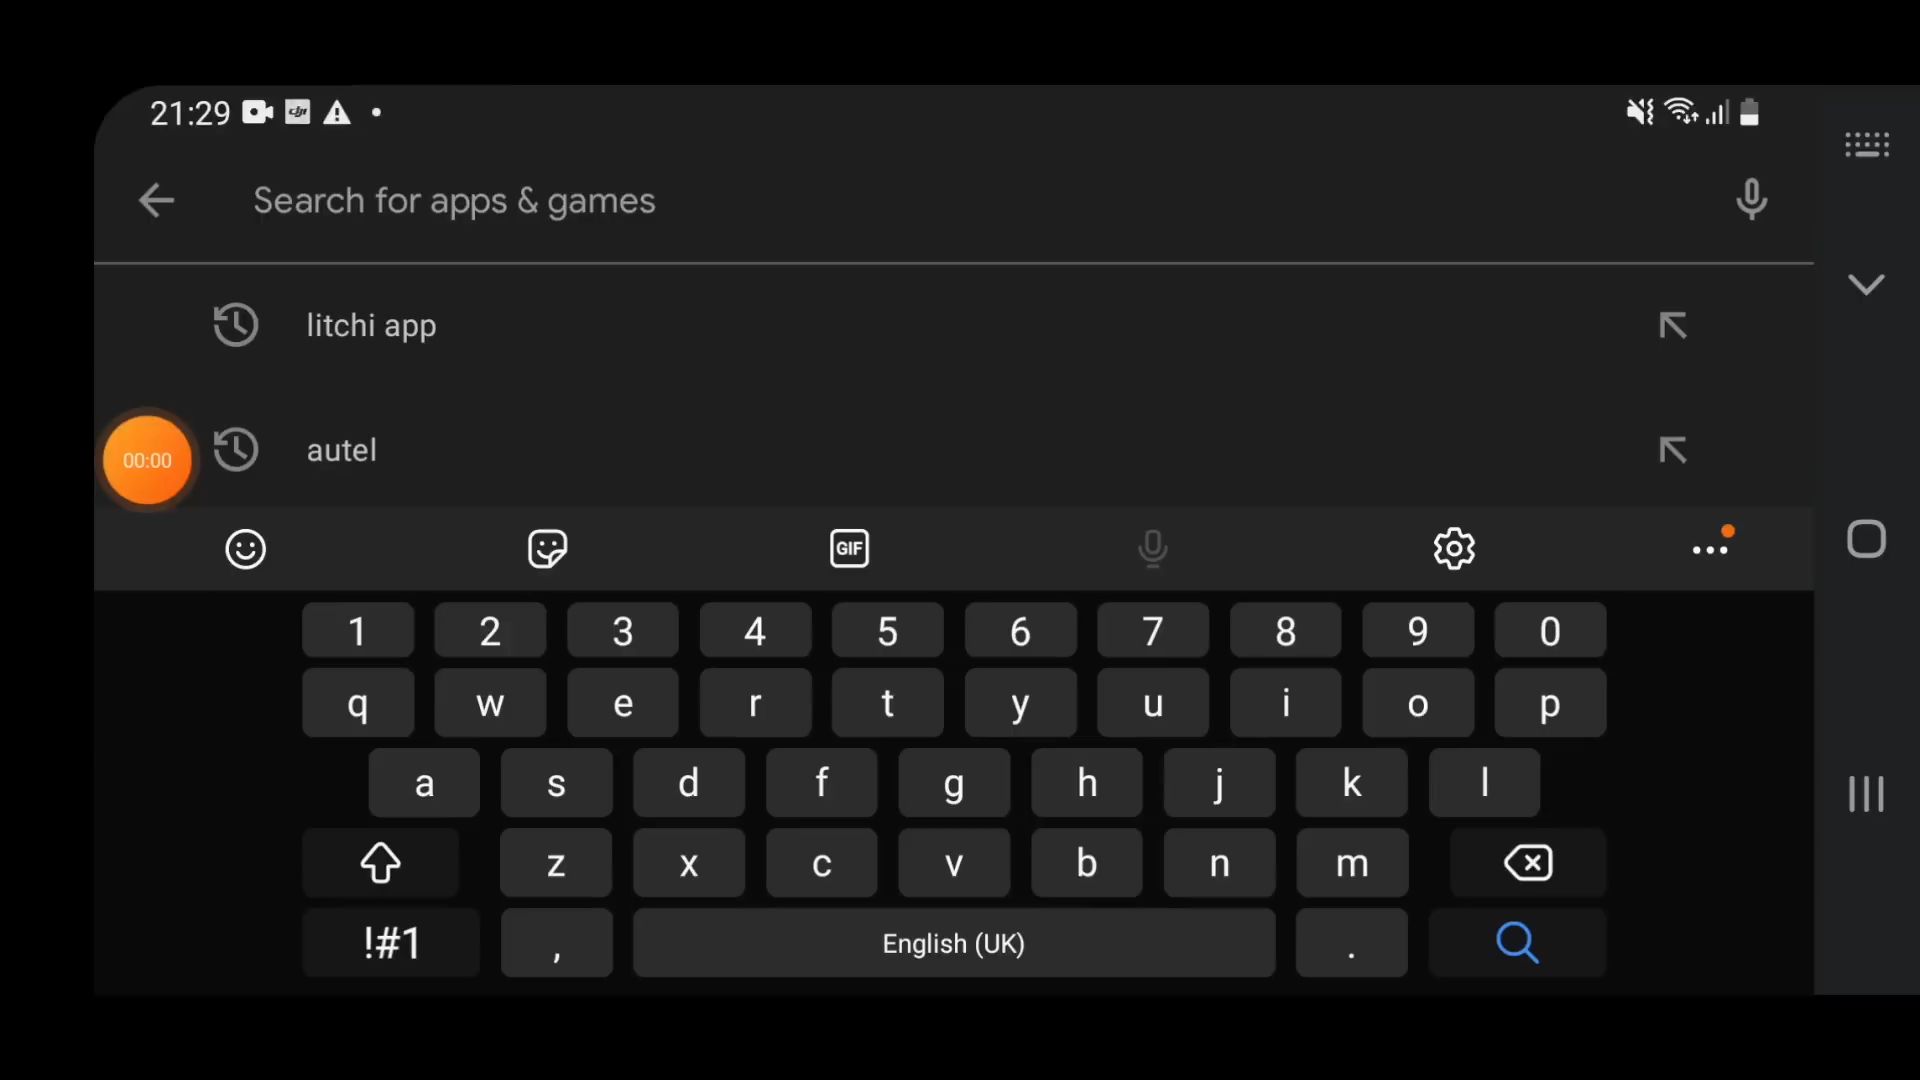 21:29 dji
Search for apps & games
litchi app
00:00
autel
GIF
1 2 3 4 5 6 7 8 9 0
q w e r t y u i o p
a s d f g h j k l
z x c v b n m
!#1 , English (UK) .